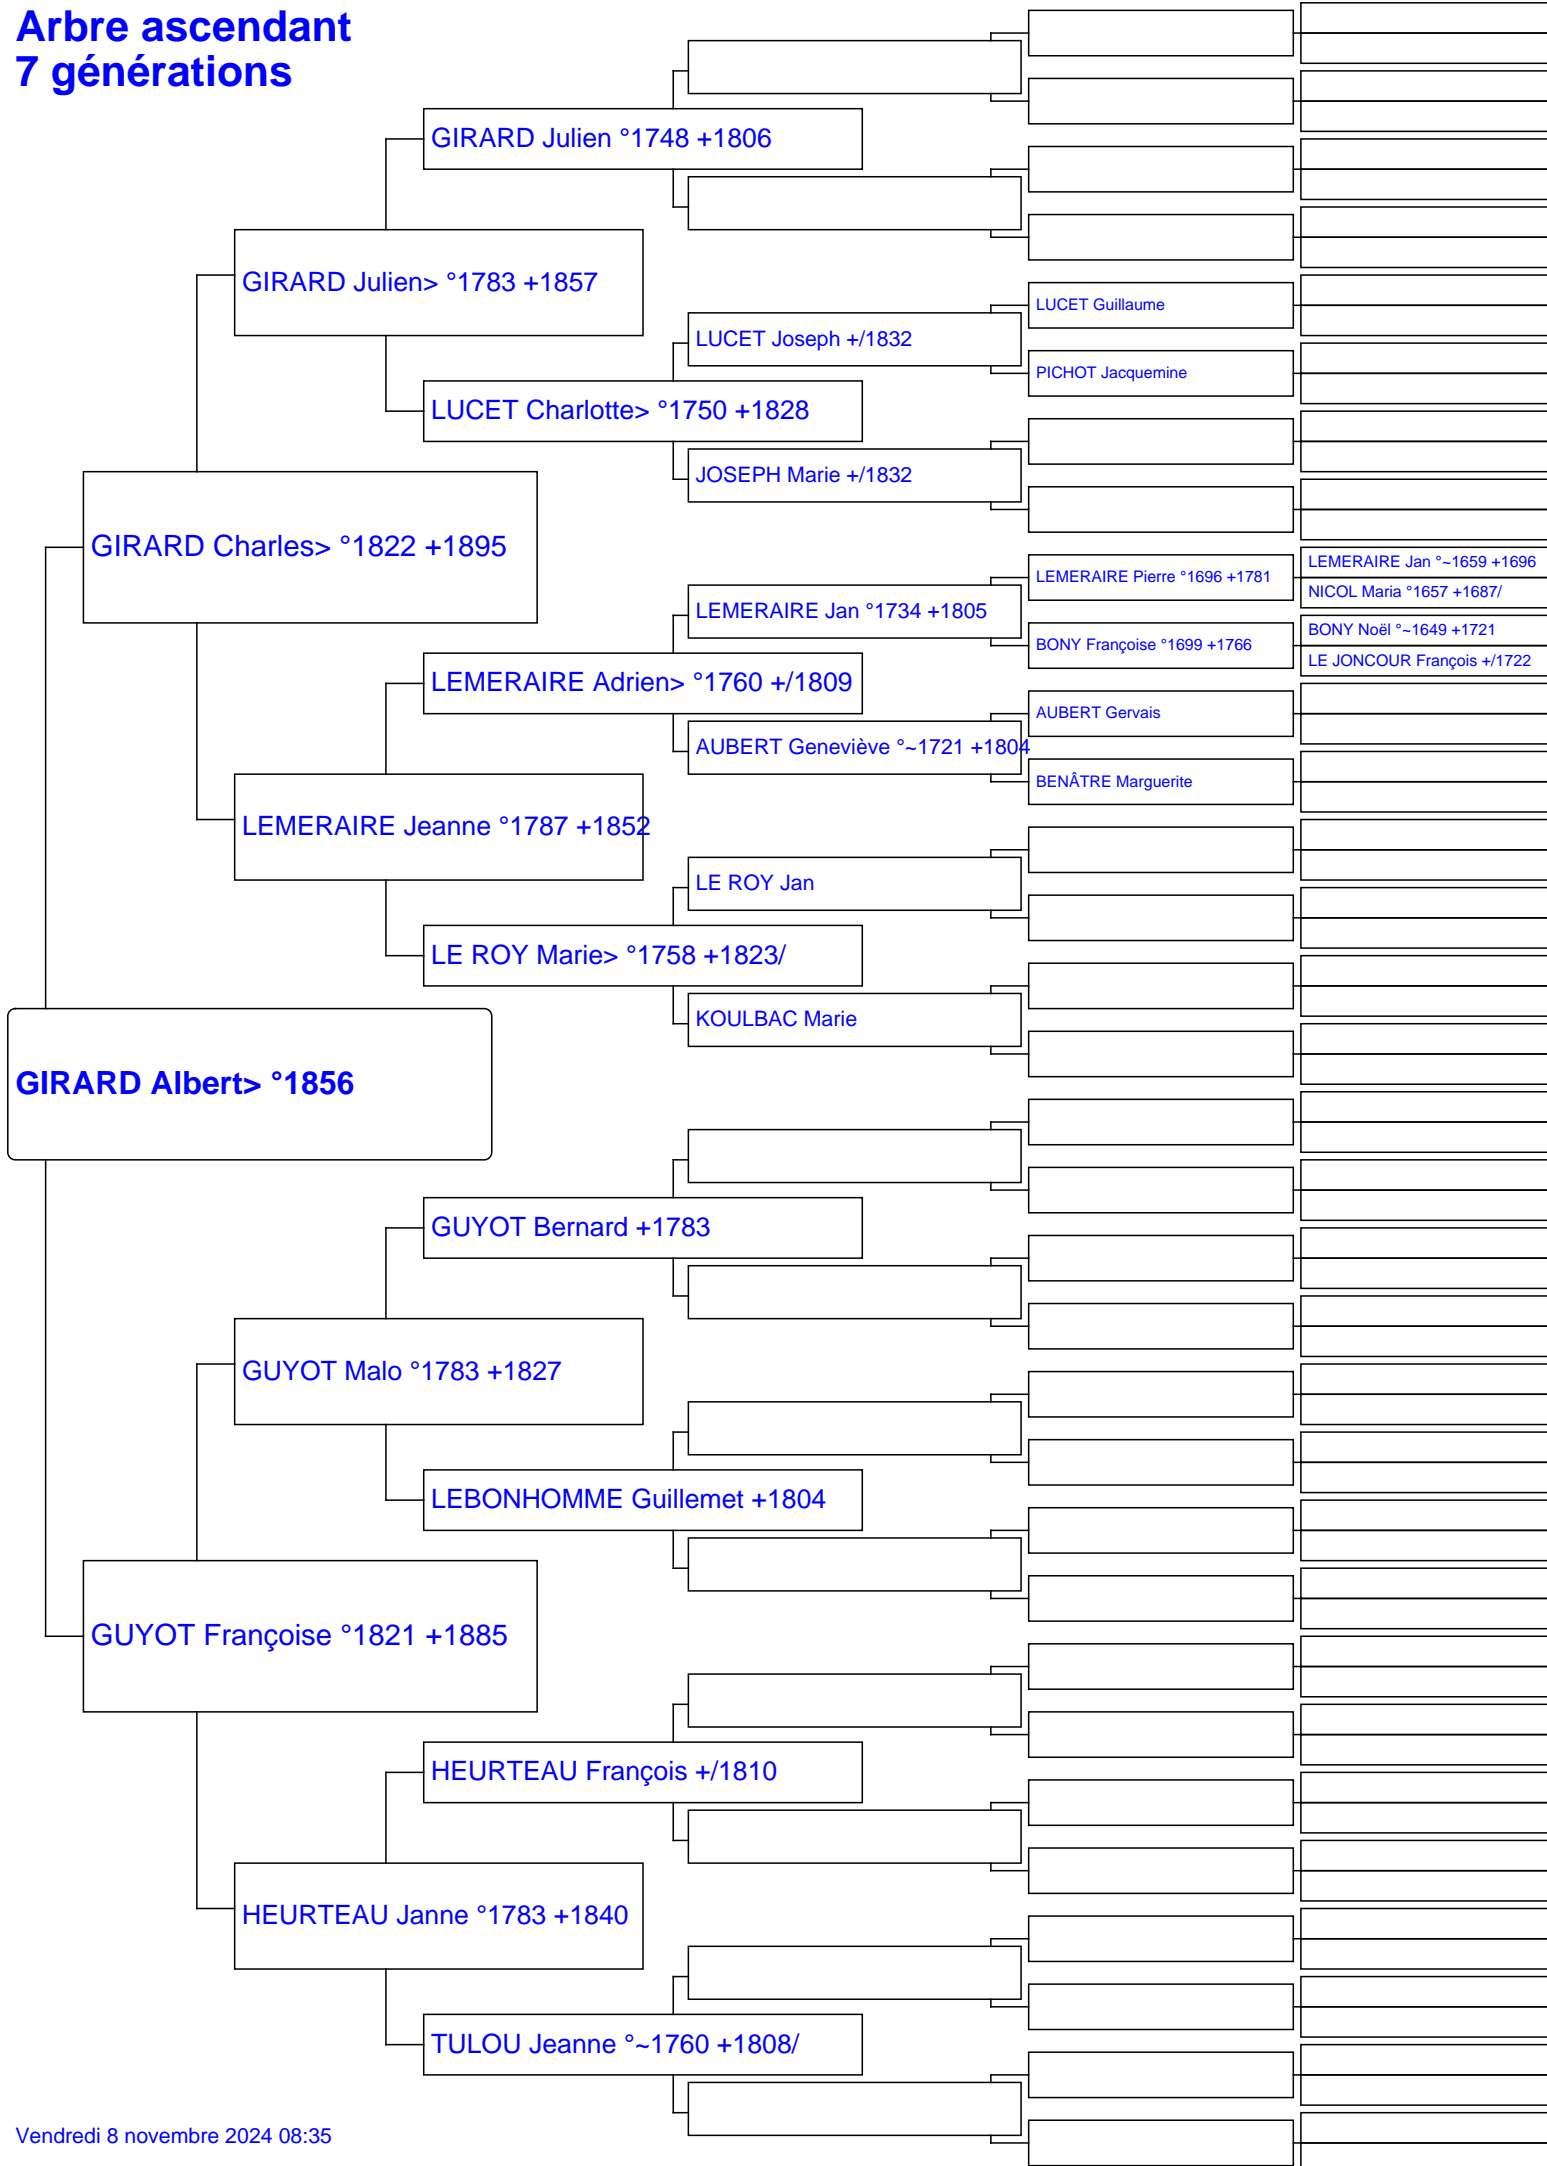 Arbre ascendant
7 générations
GIRARD Julien °1748 +1806
GIRARD Julien> °1783 +1857
LUCET Guillaume
LUCET Joseph +/1832
PICHOT Jacquemine
LUCET Charlotte> °1750 +1828
JOSEPH Marie +/1832
GIRARD Charles> °1822 +1895
LEMERAIRE Jan °~1659 +1696
LEMERAIRE Pierre °1696 +1781
NICOL Maria °1657 +1687/
LEMERAIRE Jan °1734 +1805
BONY Noël °~1649 +1721
BONY Françoise °1699 +1766
LE JONCOUR François +/1722
LEMERAIRE Adrien> °1760 +/1809
AUBERT Gervais
AUBERT Geneviève °~1721 +1804
BENÂTRE Marguerite
LEMERAIRE Jeanne °1787 +1852
LE ROY Jan
LE ROY Marie> °1758 +1823/
KOULBAC Marie
GIRARD Albert> °1856
GUYOT Bernard +1783
GUYOT Malo °1783 +1827
LEBONHOMME Guillemet +1804
GUYOT Françoise °1821 +1885
HEURTEAU François +/1810
HEURTEAU Janne °1783 +1840
TULOU Jeanne °~1760 +1808/
Vendredi 8 novembre 2024 08:35